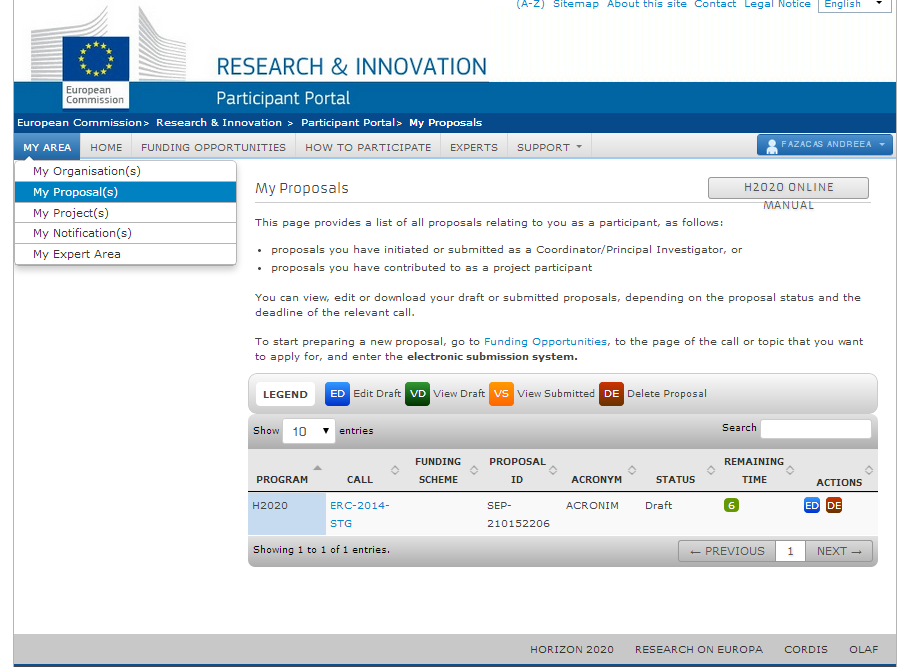 (A-Z) Sitemap About this site Contact Legal Notice English
European
Commission
RESEARCH & INNOVATION
Participant Portal
European Commission> Research & Innovation > Participant Portal> My Proposals
MY AREA HOME FUNDING OPPORTUNITIES HOW TO PARTICIPATE EXPERTS SUPPORT FAZACAS ANDREEA
My Organisation(s)
My Proposal(s)
My Project(s)
My Notification(s)
My Expert Area
My Proposals
H2020 ONLINE
MANUAL
This page provides a list of all proposals relating to you as a participant, as follows:
• proposals you have initiated or submitted as a Coordinator/Principal Investigator, or
• proposals you have contributed to as a project participant
You can view, edit or download your draft or submitted proposals, depending on the proposal status and the
deadline of the relevant call.
To start preparing a new proposal, go to Funding Opportunities, to the page of the call or topic that you want
to apply for, and enter the electronic submission system.
LEGEND ED Edit Draft VD View Draft VS View Submitted DE Delete Proposal
Show 10 entries Search
PROGRAM CALL FUNDING SCHEME PROPOSAL ID ACRONYM STATUS REMAINING TIME ACTIONS
H2020 ERC-2014- SEP- ACRONIM Draft 6 ED DE
STG 210152206
Showing 1 to 1 of 1 entries. ← PREVIOUS 1 NEXT →
HORIZON 2020 RESEARCH ON EUROPA CORDIS OLAF